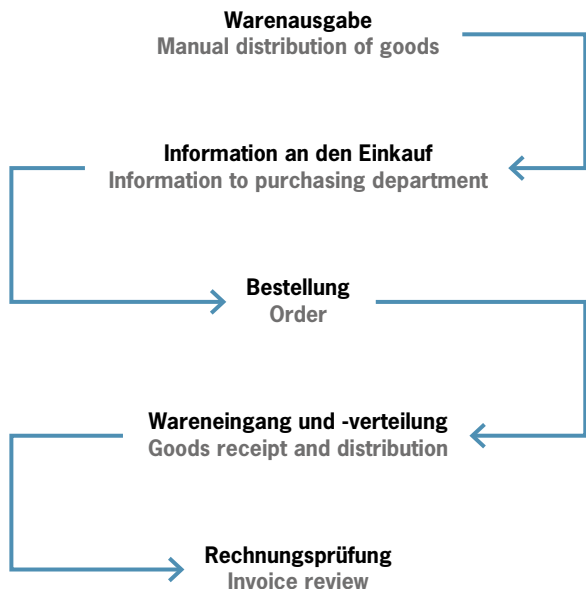 Warenausgabe
Manual distribution of goods
Information an den Einkauf
Information to purchasing department
Bestellung
Order
Wareneingang und -verteilung
Goods receipt and distribution
Rechnungsprüfung
Invoice review